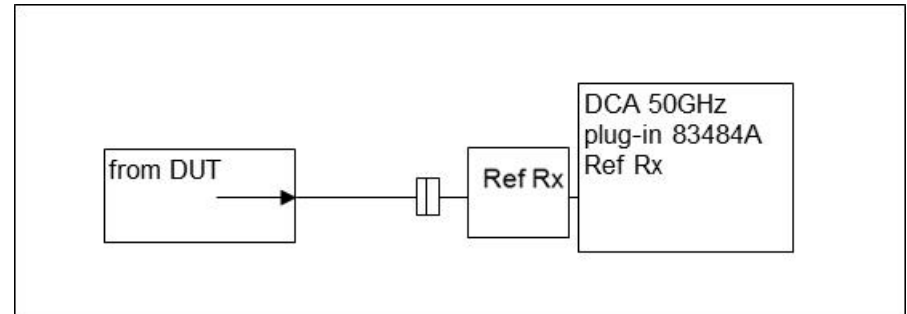 from DUT
Ref Rx
DCA 50GHz
plug-in 83484A
Ref Rx